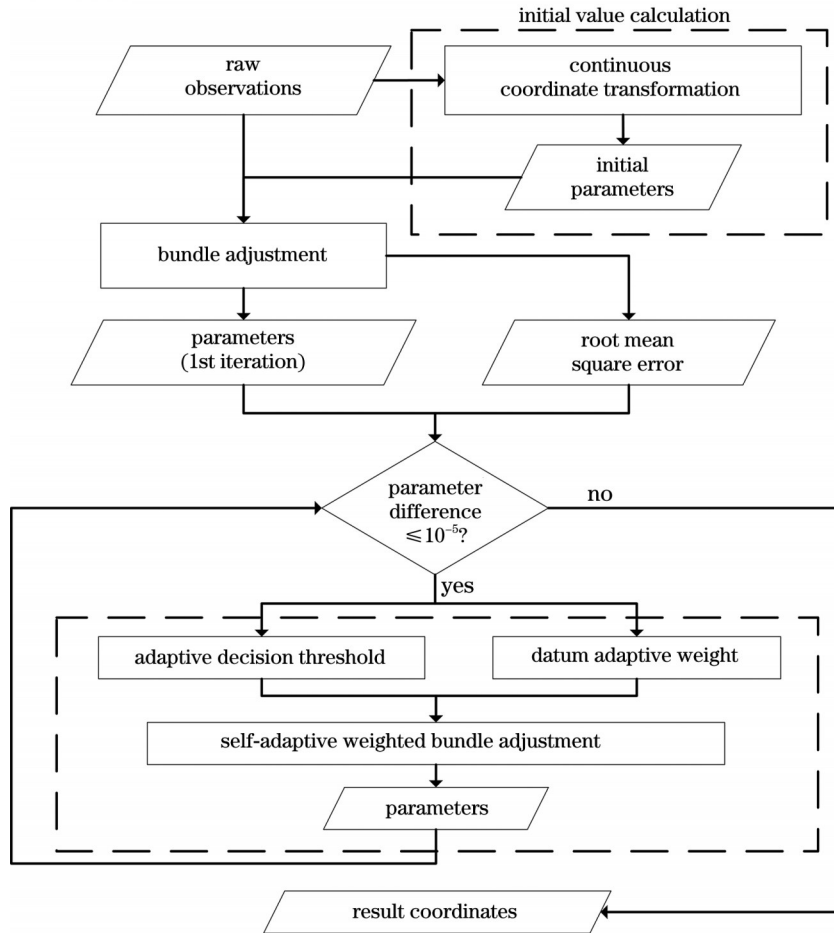 initial value calculation
raw
observations
continuous
coordinate transformation
initial
parameters
bundle adjustment
parameters
(1st iteration)
root mean
square error
parameter
difference
⩽10⁻⁵?
no
yes
adaptive decision threshold
datum adaptive weight
self-adaptive weighted bundle adjustment
parameters
result coordinates